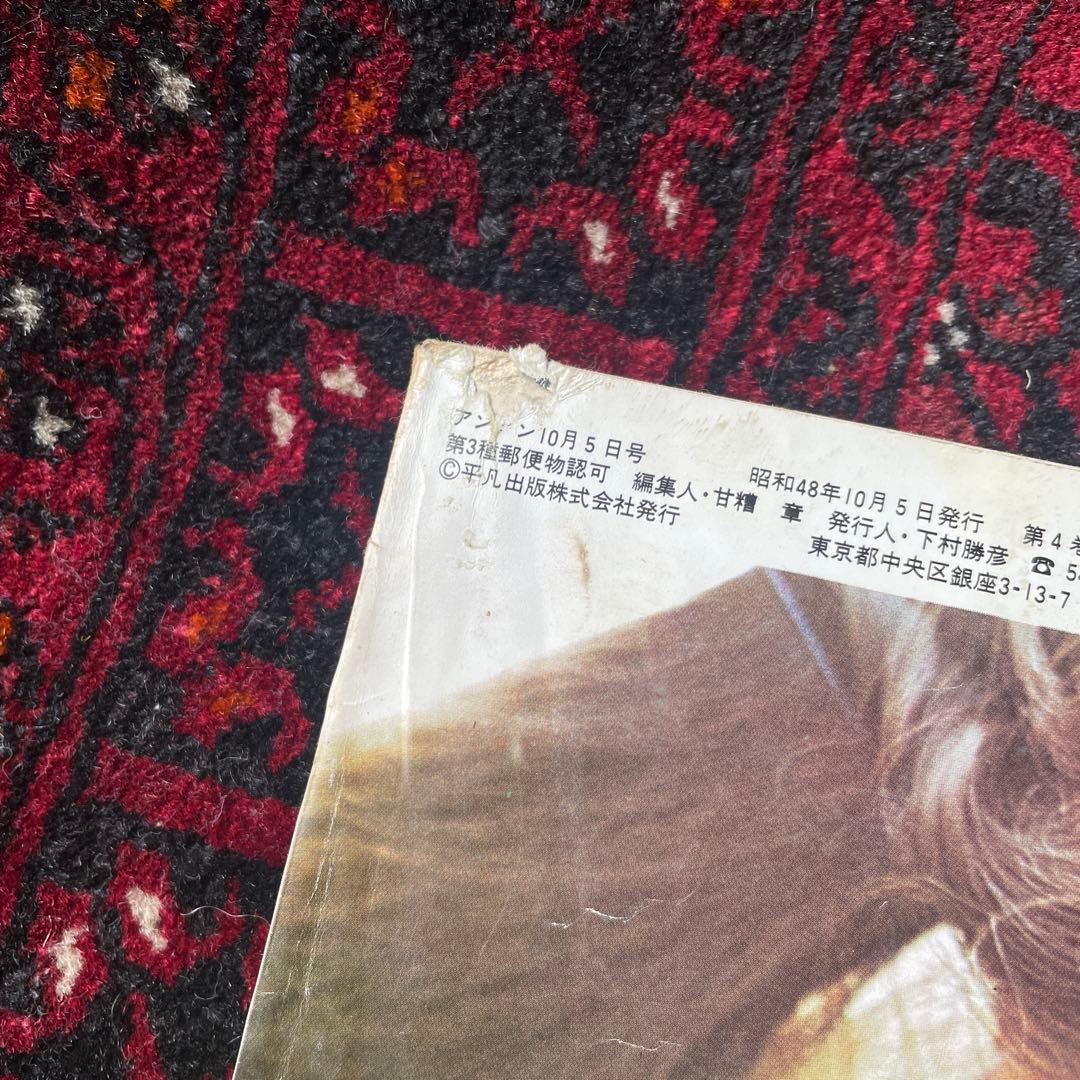 アンアン10月5日号 昭和48年10月5日発行 第4巻
第3種郵便物認可 編集人・甘糟 章 発行人・下村勝彦 ☎ 5
©平凡出版株式会社発行 東京都中央区銀座3-13-7